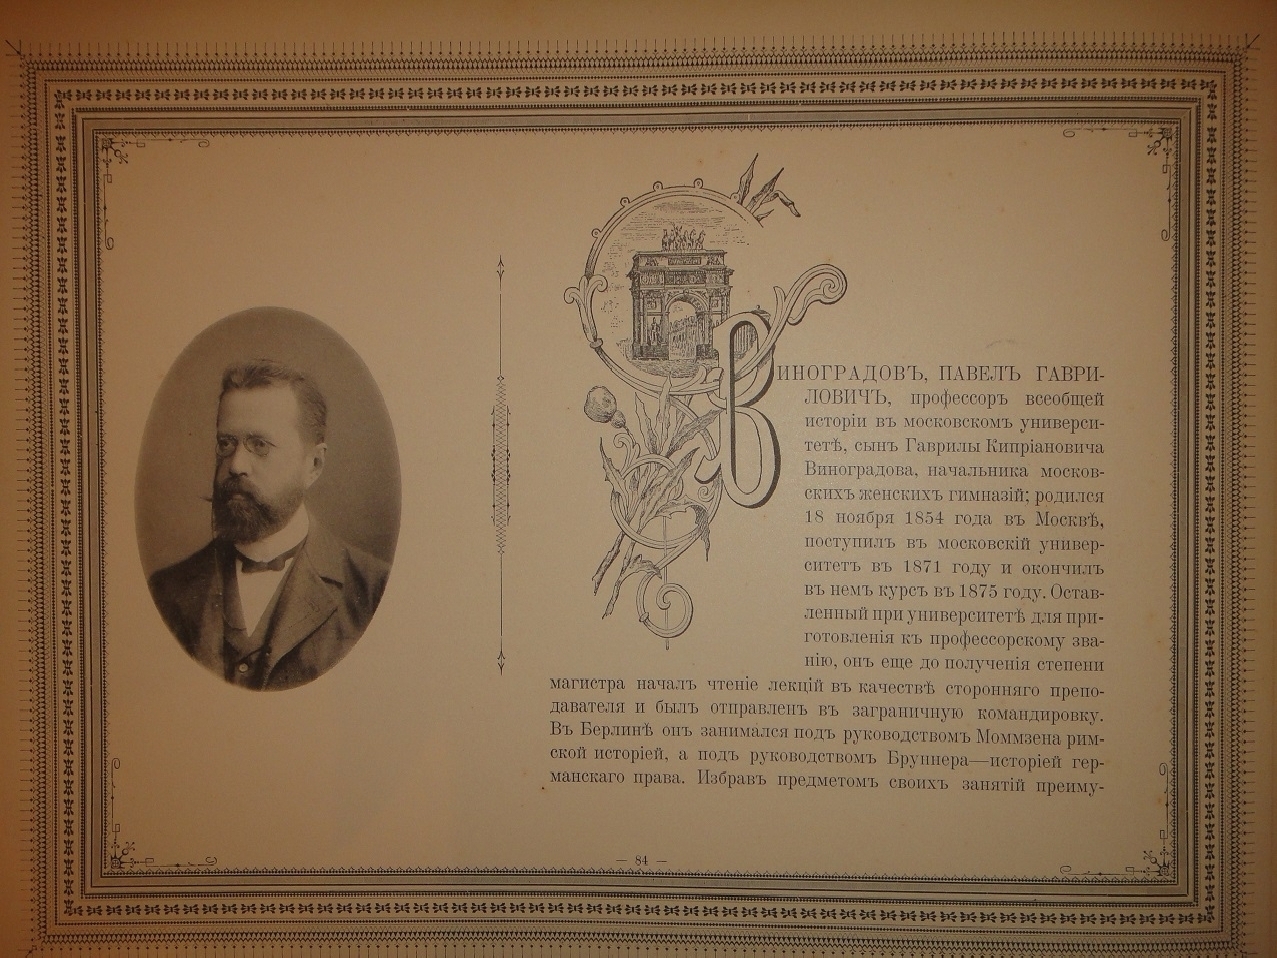 ВИНОГРАДОВЪ, ПАВЕЛЪ ГАВРИ-
ЛОВИЧЪ, профессоръ всеобщей
исторіи въ московскомъ универси-
тетѣ, сынъ Гаврилы Кипріановича
Виноградова, начальника москов-
скихъ женскихъ гимназій; родился
18 ноября 1854 года въ Москвѣ,
поступилъ въ московскій универ-
ситетъ въ 1871 году и окончилъ
въ немъ курсъ въ 1875 году. Остав-
ленный при университетѣ для при-
готовленія къ профессорскому зва-
нію, онъ еще до полученія степени
магистра началъ чтеніе лекцій въ качествѣ сторонняго препо-
давателя и былъ отправленъ въ заграничную командировку.
Въ Берлинѣ онъ занимался подъ руководствомъ Моммзена рим-
ской исторіей, а подъ руководствомъ Бруннера—исторіей гер-
манскаго права. Избравъ предметомъ своихъ занятій преиму-
— 84 —